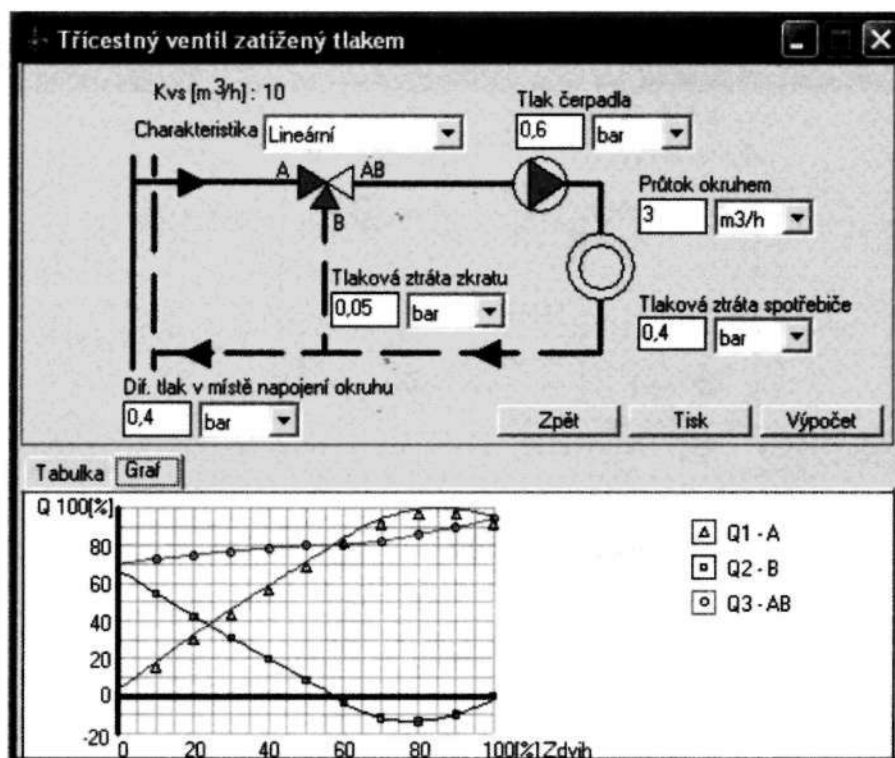 Třícestný ventil zatížený tlakem
Kvs [m3/h] : 10
Charakteristika Lineární
Tlak čerpadla
0,6 bar
A AB
B
Průtok okruhem
3 m3/h
Tlaková ztráta zkratu
0,05 bar
Tlaková ztráta spotřebiče
0,4 bar
Dif. tlak v místě napojení okruhu
0,4 bar
Zpět Tisk Výpočet
Tabulka Graf
Q 100[%]
80
60
40
20
0
-20
0 20 40 60 80 100[%] Zdvih
Q1 - A
Q2 - B
Q3 - AB